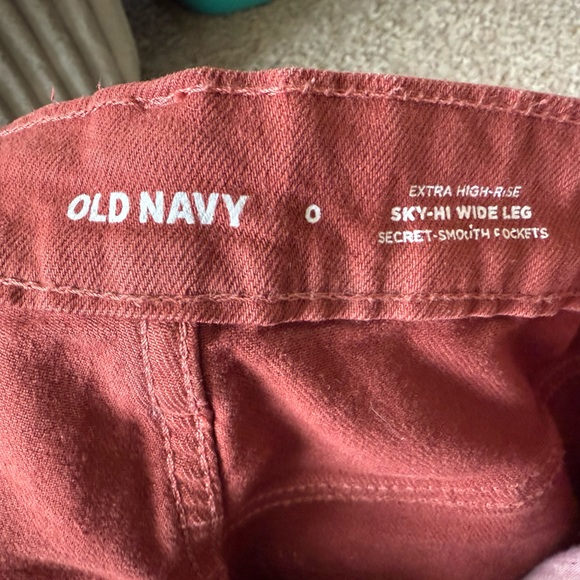 OLD NAVY
0
EXTRA HIGH-RISE
SKY-HI WIDE LEG
SECRET-SMOOTH POCKETS